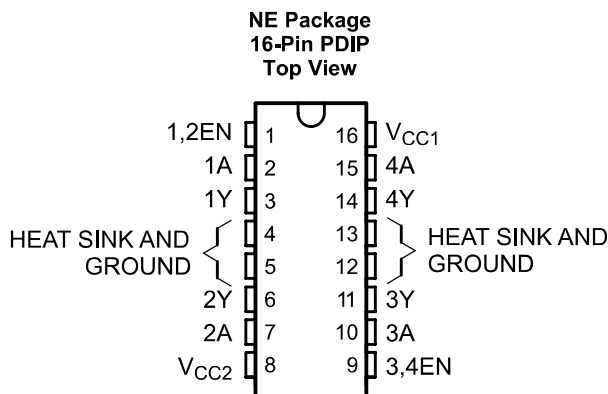 NE Package
16-Pin PDIP
Top View
1,2EN 1 16 VCC1
1A 2 15 4A
1Y 3 14 4Y
HEAT SINK AND GROUND 4 13 HEAT SINK AND GROUND
5 12
2Y 6 11 3Y
2A 7 10 3A
VCC2 8 9 3,4EN